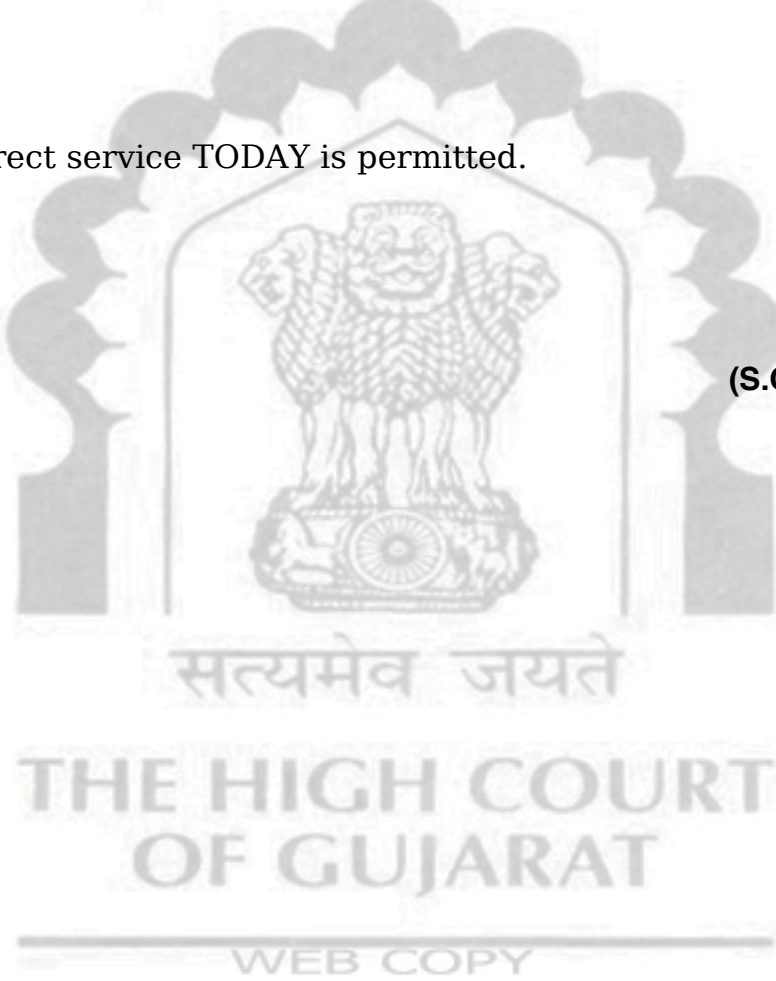 rect service TODAY is permitted.
(S.
सत्यमेव जयते
THE HIGH COURT
OF GUJARAT
WEB COPY